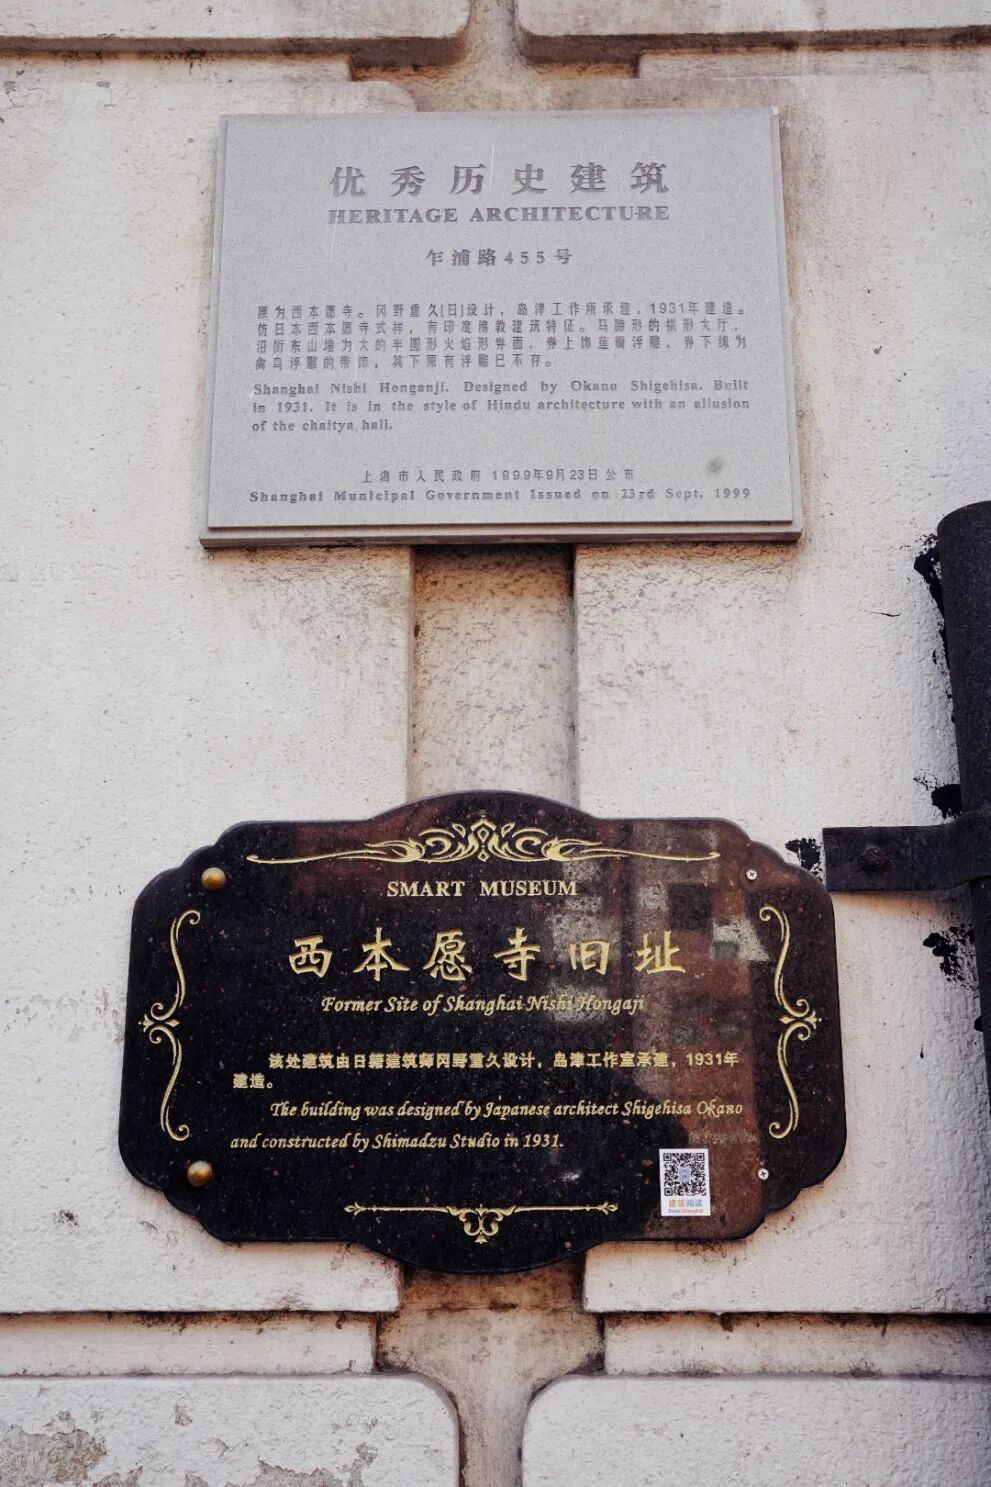 优秀历史建筑
HERITAGE ARCHITECTURE
乍浦路455号
原为西本愿寺。冈野重久[日]设计，岛津工作所承建，1931年建造。
仿日本西本愿寺式样，有印度佛教建筑特征。马蹄形的拱形大厅，
沿街东山墙为大的半圆形火焰形券面，券上饰莲瓣浮雕，券下缘为
禽鸟浮雕的带饰，其下原有浮雕已不存。
Shanghai Nishi Honganji. Designed by Okano Shigehisa. Built
in 1931. It is in the style of Hindu architecture with an allusion
of the chaitya hall.
上海市人民政府 1999年9月23日公布
Shanghai Municipal Government Issued on 23rd Sept. 1999
SMART MUSEUM
西本愿寺旧址
Former Site of Shanghai Nishi Hongaji
该处建筑由日籍建筑师冈野重久设计，岛津工作室承建，1931年
建造。
The building was designed by Japanese architect Shigehisa Okano
and constructed by Shimadzu Studio in 1931.
建筑阅读